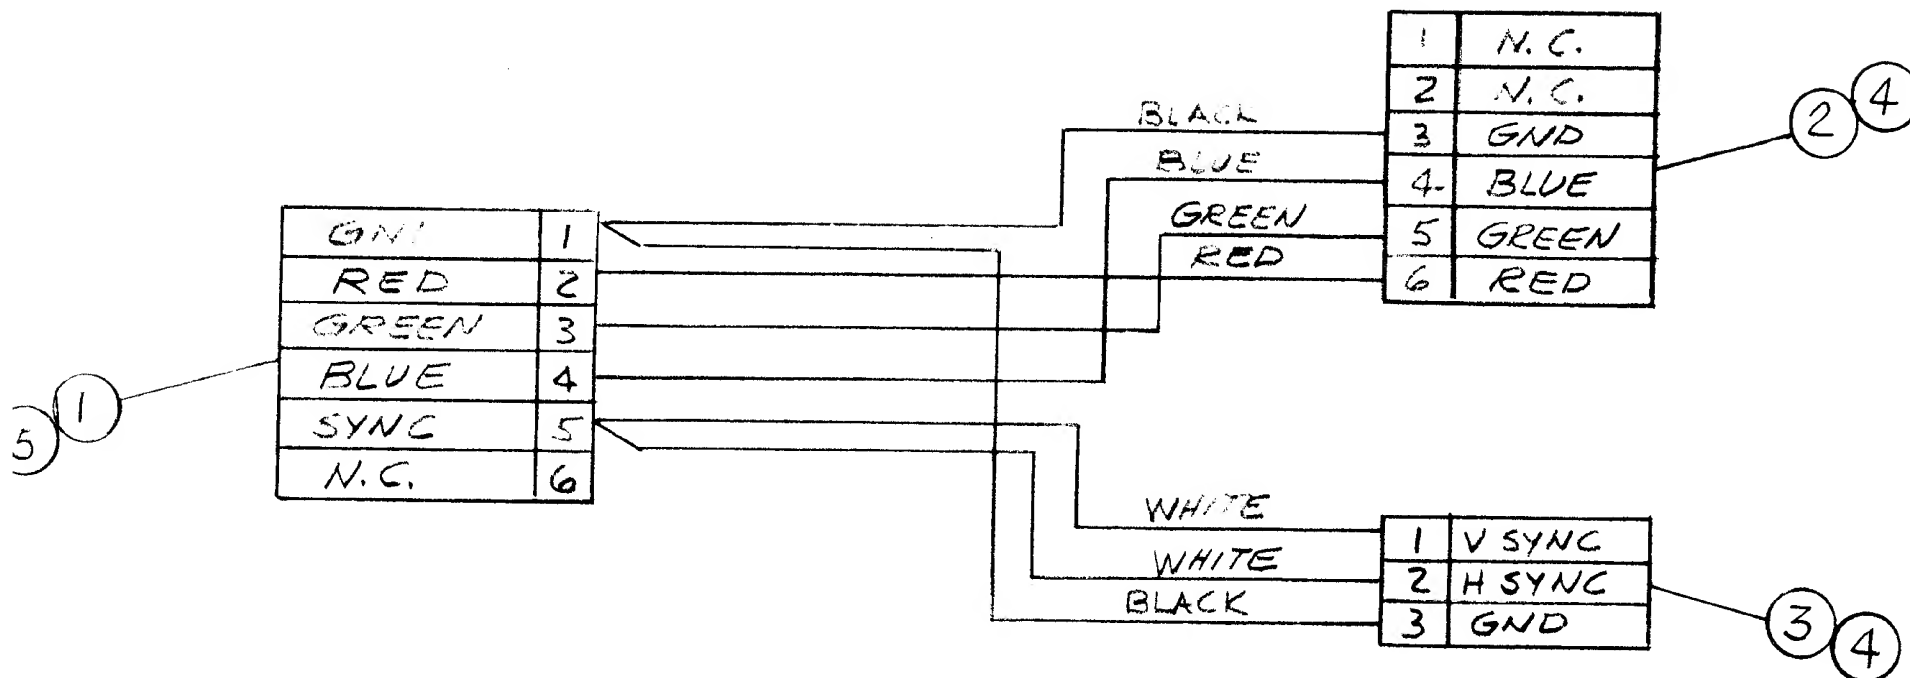 1 N.C.
2 N.C.
3 GND
4 BLUE
5 GREEN
6 RED
2 4
BLACK
BLUE
GREEN
RED
1
RED 2
GREEN 3
BLUE 4
SYNC 5
N.C. 6
1
5
WHITE
WHITE
BLACK
1 V SYNC
2 H SYNC
3 GND
3
4